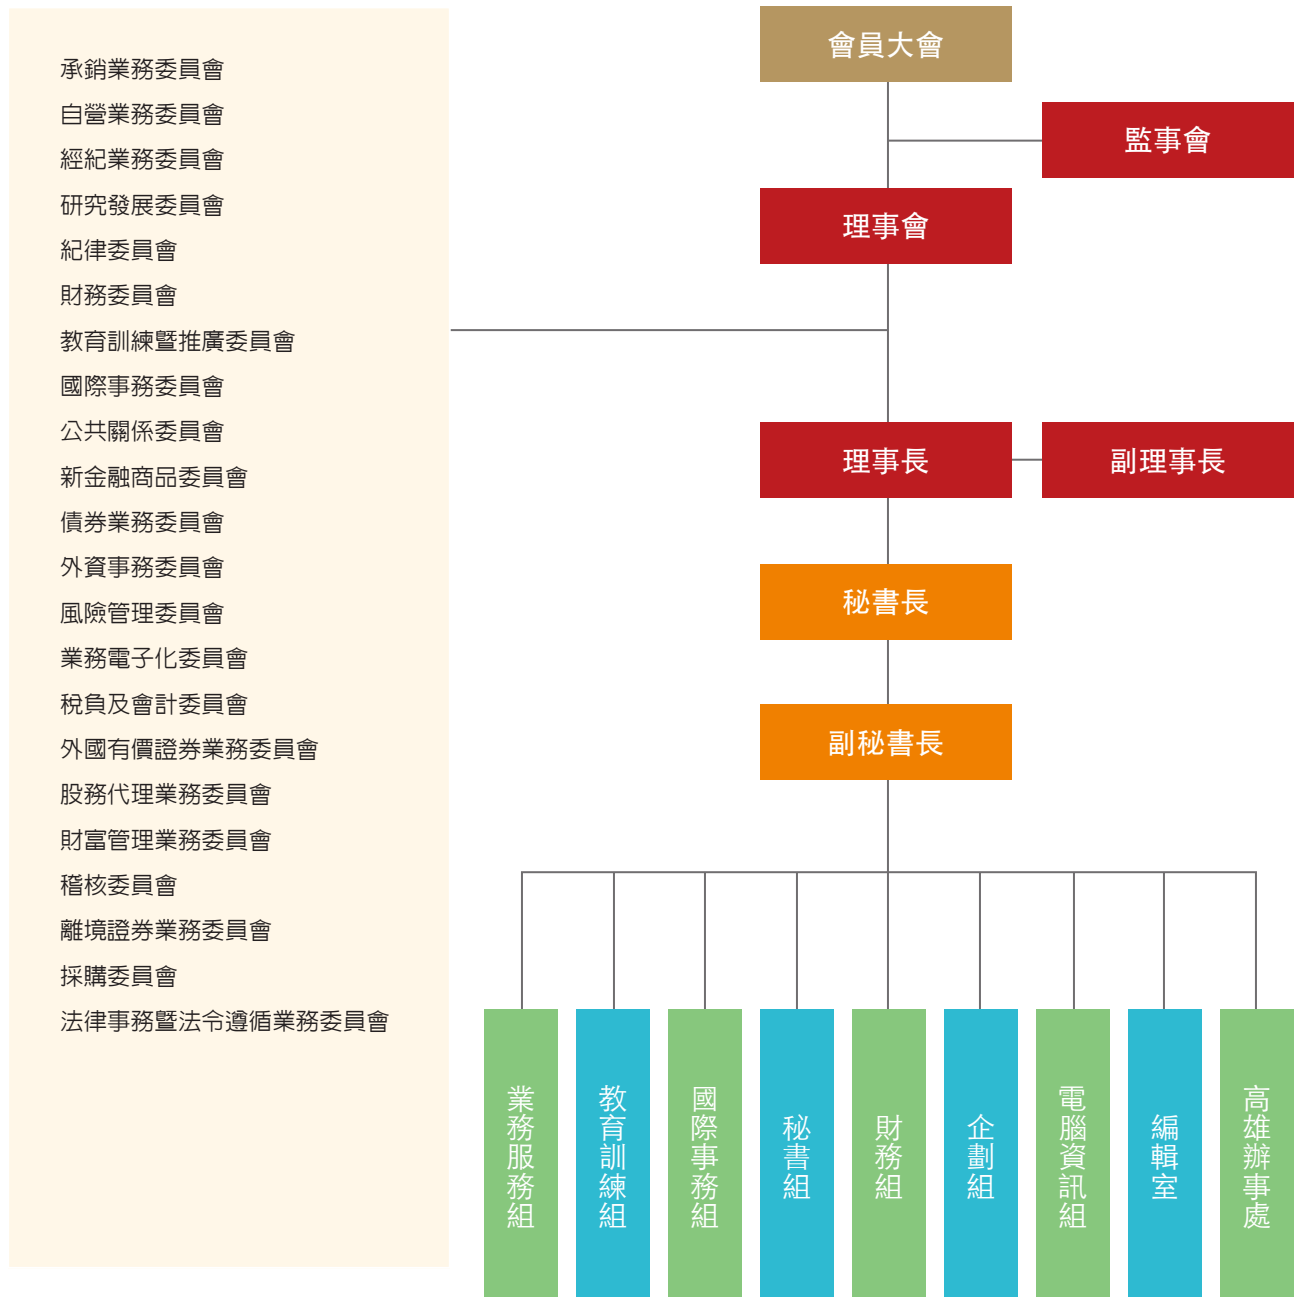 承銷業務委員會
自營業務委員會
經紀業務委員會
研究發展委員會
紀律委員會
財務委員會
教育訓練暨推廣委員會
國際事務委員會
公共關係委員會
新金融商品委員會
債券業務委員會
外資事務委員會
風險管理委員會
業務電子化委員會
稅負及會計委員會
外國有價證券業務委員會
股務代理業務委員會
財富管理業務委員會
稽核委員會
離境證券業務委員會
採購委員會
法律事務暨法令遵循業務委員會
會員大會
監事會
理事會
理事長
副理事長
秘書長
副秘書長
業務服務組
教育訓練組
國際事務組
秘書組
財務組
企劃組
電腦資訊組
編輯室
高雄辦事處